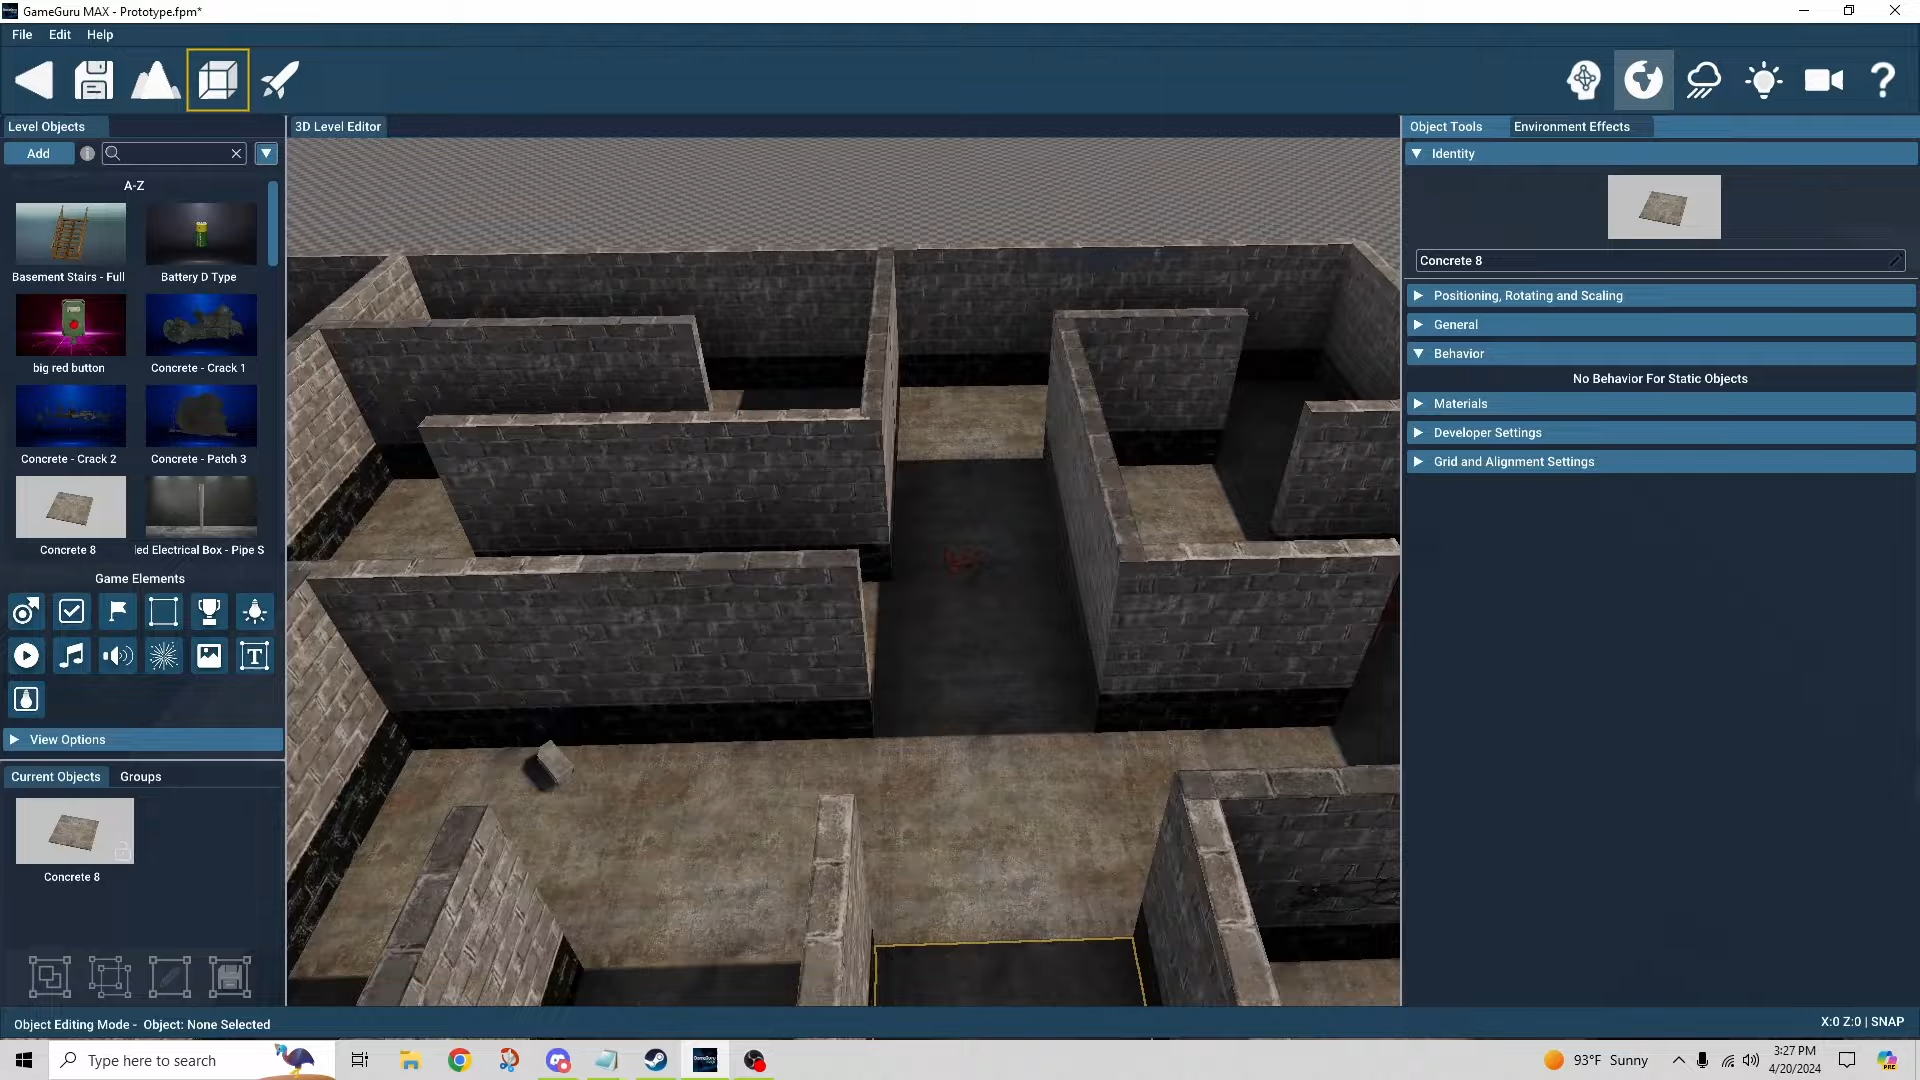 GameGuru MAX - Prototype.fpm*
File Edit Help
Level Objects
3D Level Editor
Object Tools
Environment Effects
Add
Identity
A-Z
Basement Stairs - Full
Battery D Type
big red button
Concrete - Crack 1
Concrete - Crack 2
Concrete - Patch 3
Concrete 8
led Electrical Box - Pipe S
Game Elements
T
View Options
Current Objects
Groups
Concrete 8
Concrete 8
Positioning, Rotating and Scaling
General
Behavior
No Behavior For Static Objects
Materials
Developer Settings
Grid and Alignment Settings
Object Editing Mode - Object: None Selected
X:0 Z:0 | SNAP
Type here to search
93°F Sunny
3:27 PM
4/20/2024
PRE